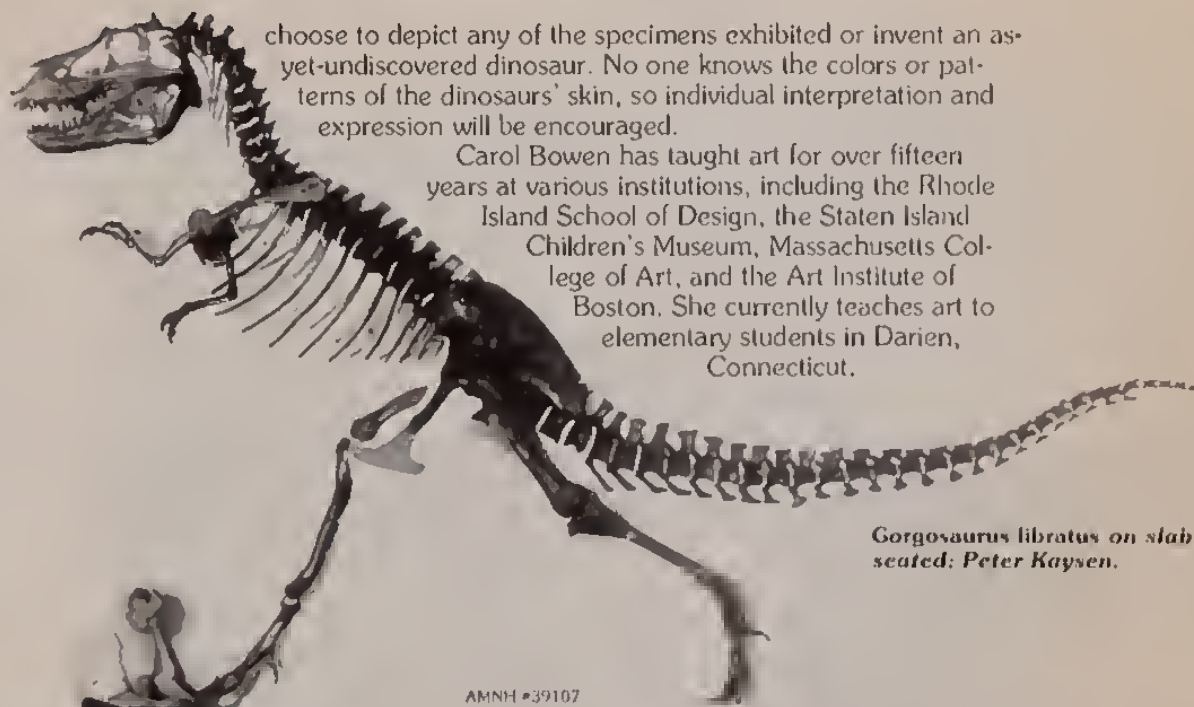 choose to depict any of the specimens exhibited or invent an as-
yet-undiscovered dinosaur. No one knows the colors or pat-
terns of the dinosaurs' skin, so individual interpretation and
expression will be encouraged.
Carol Bowen has taught art for over fifteen
years at various institutions, including the Rhode
Island School of Design, the Staten Island
Children's Museum, Massachusetts Col-
lege of Art, and the Art Institute of
Boston. She currently teaches art to
elementary students in Darien,
Connecticut.
Gorgosaurus libratus on slab
seated: Peter Kaysen.
AMNH #39107